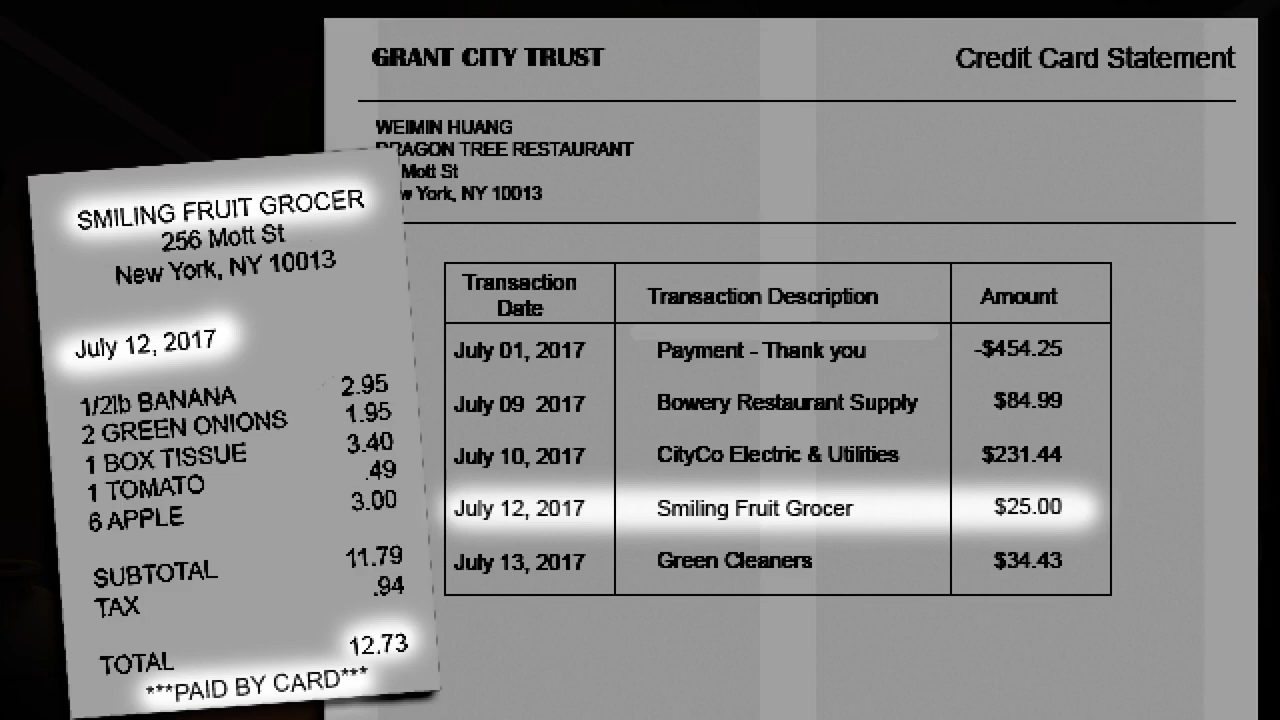 GRANT CITY TRUST
Credit Card Statement
WEIMIN HUANG
DRAGON TREE RESTAURANT
Mott St
York, NY 10013
SMILING FRUIT GROCER
256 Mott St
New York, NY 10013
July 12, 2017
1/2lb BANANA 2.95
2 GREEN ONIONS 1.95
1 BOX TISSUE 3.40
1 TOMATO .49
6 APPLE 3.00
SUBTOTAL 11.79
TAX .94
TOTAL 12.73
***PAID BY CARD***
Transaction Date Transaction Description Amount
July 01, 2017 Payment - Thank you -$454.25
July 09 2017 Bowery Restaurant Supply $84.99
July 10, 2017 CityCo Electric & Utilities $231.44
July 12, 2017 Smiling Fruit Grocer $25.00
July 13, 2017 Green Cleaners $34.43